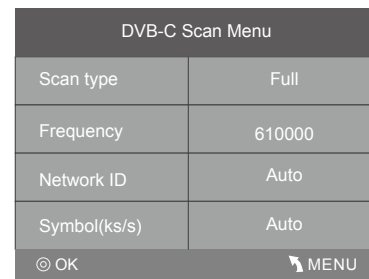 DVB-C Scan Menu
Scan type Full
Frequency 610000
Network ID Auto
Symbol(ks/s) Auto
OK MENU